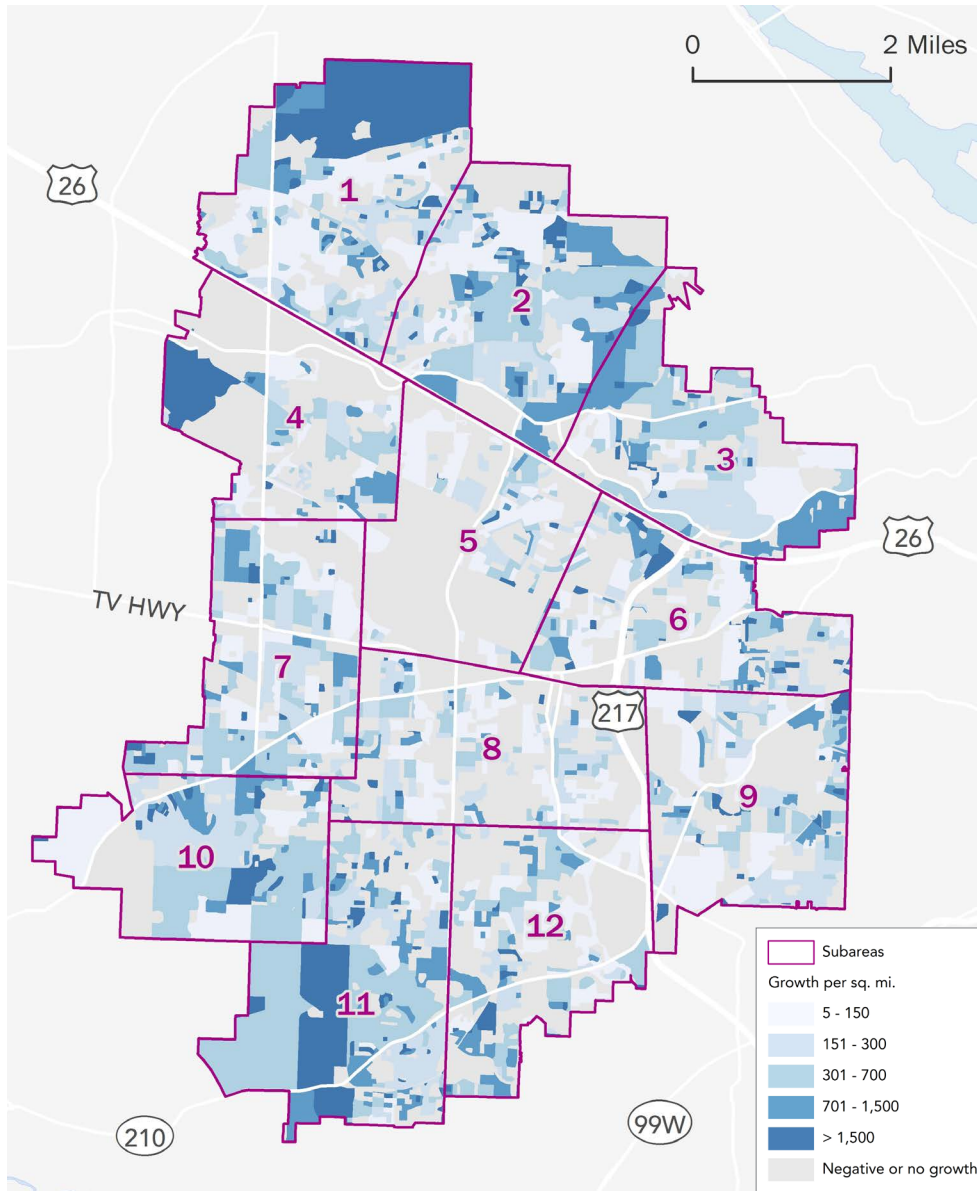 0 2 Miles
26
1
2
3
4
5
26
TV HWY
6
7
217
8
9
10
12
11
210
99W
Subareas
Growth per sq. mi.
5 - 150
151 - 300
301 - 700
701 - 1,500
> 1,500
Negative or no growth